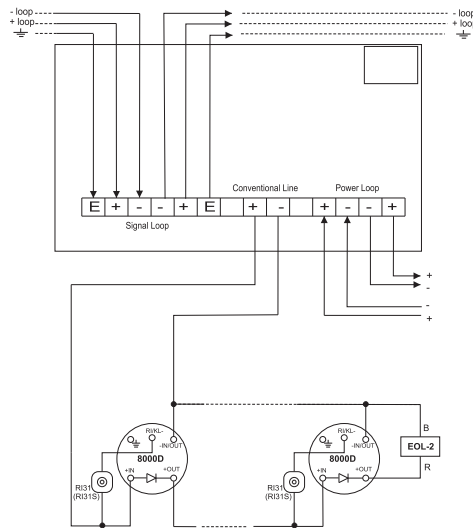 - loop
+ loop
- loop
+ loop
Conventional Line
Power Loop
E + - - + E + - + - - +
Signal Loop
+
-
-
+
RI/KL-
-IN/OUT
8000D
+IN
+OUT
RI31
(RI31S)
RI/KL-
-IN/OUT
8000D
+IN
+OUT
RI31
(RI31S)
B
EOL-2
R